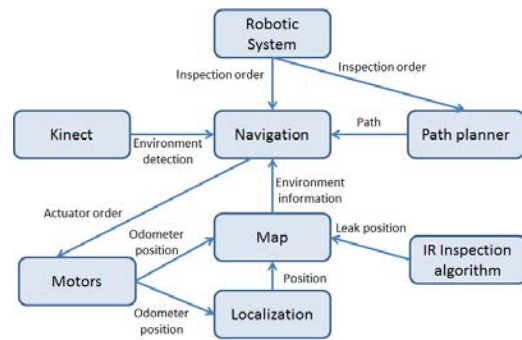 Robotic
System
Inspection order
Inspection order
Kinect
Environment
detection
Navigation
Path
Path planner
Actuator order
Environment
information
Odometer
position
Map
Leak position
IR Inspection
algorithm
Motors
Position
Odometer
position
Localization